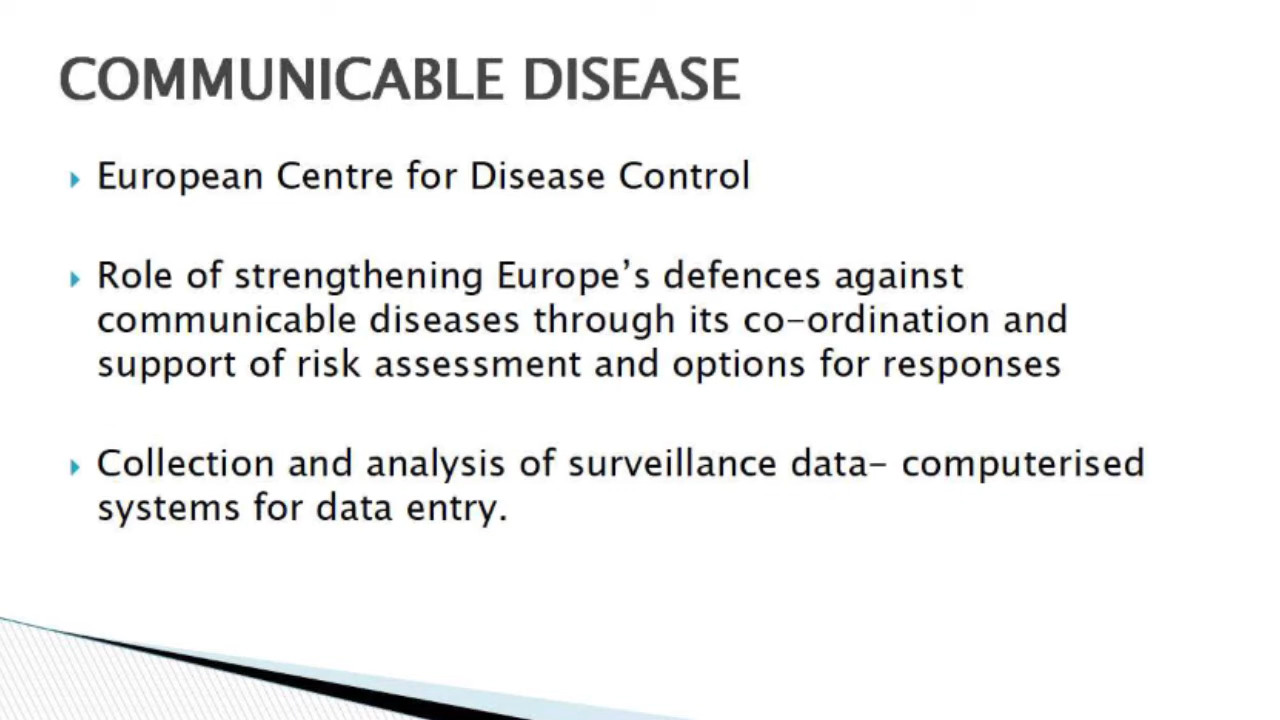 COMMUNICABLE DISEASE
European Centre for Disease Control
Role of strengthening Europe’s defences against
communicable diseases through its co-ordination and
support of risk assessment and options for responses
Collection and analysis of surveillance data- computerised
systems for data entry.